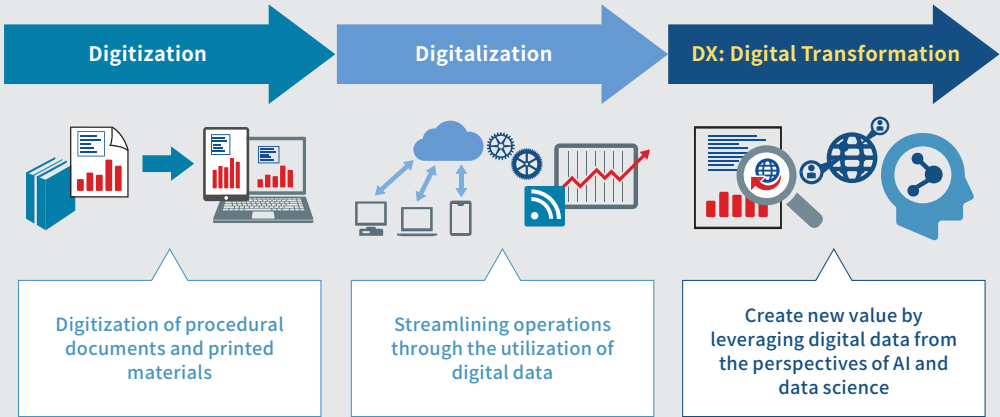 Digitization
Digitalization
DX: Digital Transformation
Digitization of procedural
documents and printed
materials
Streamlining operations
through the utilization of
digital data
Create new value by
leveraging digital data from
the perspectives of AI and
data science